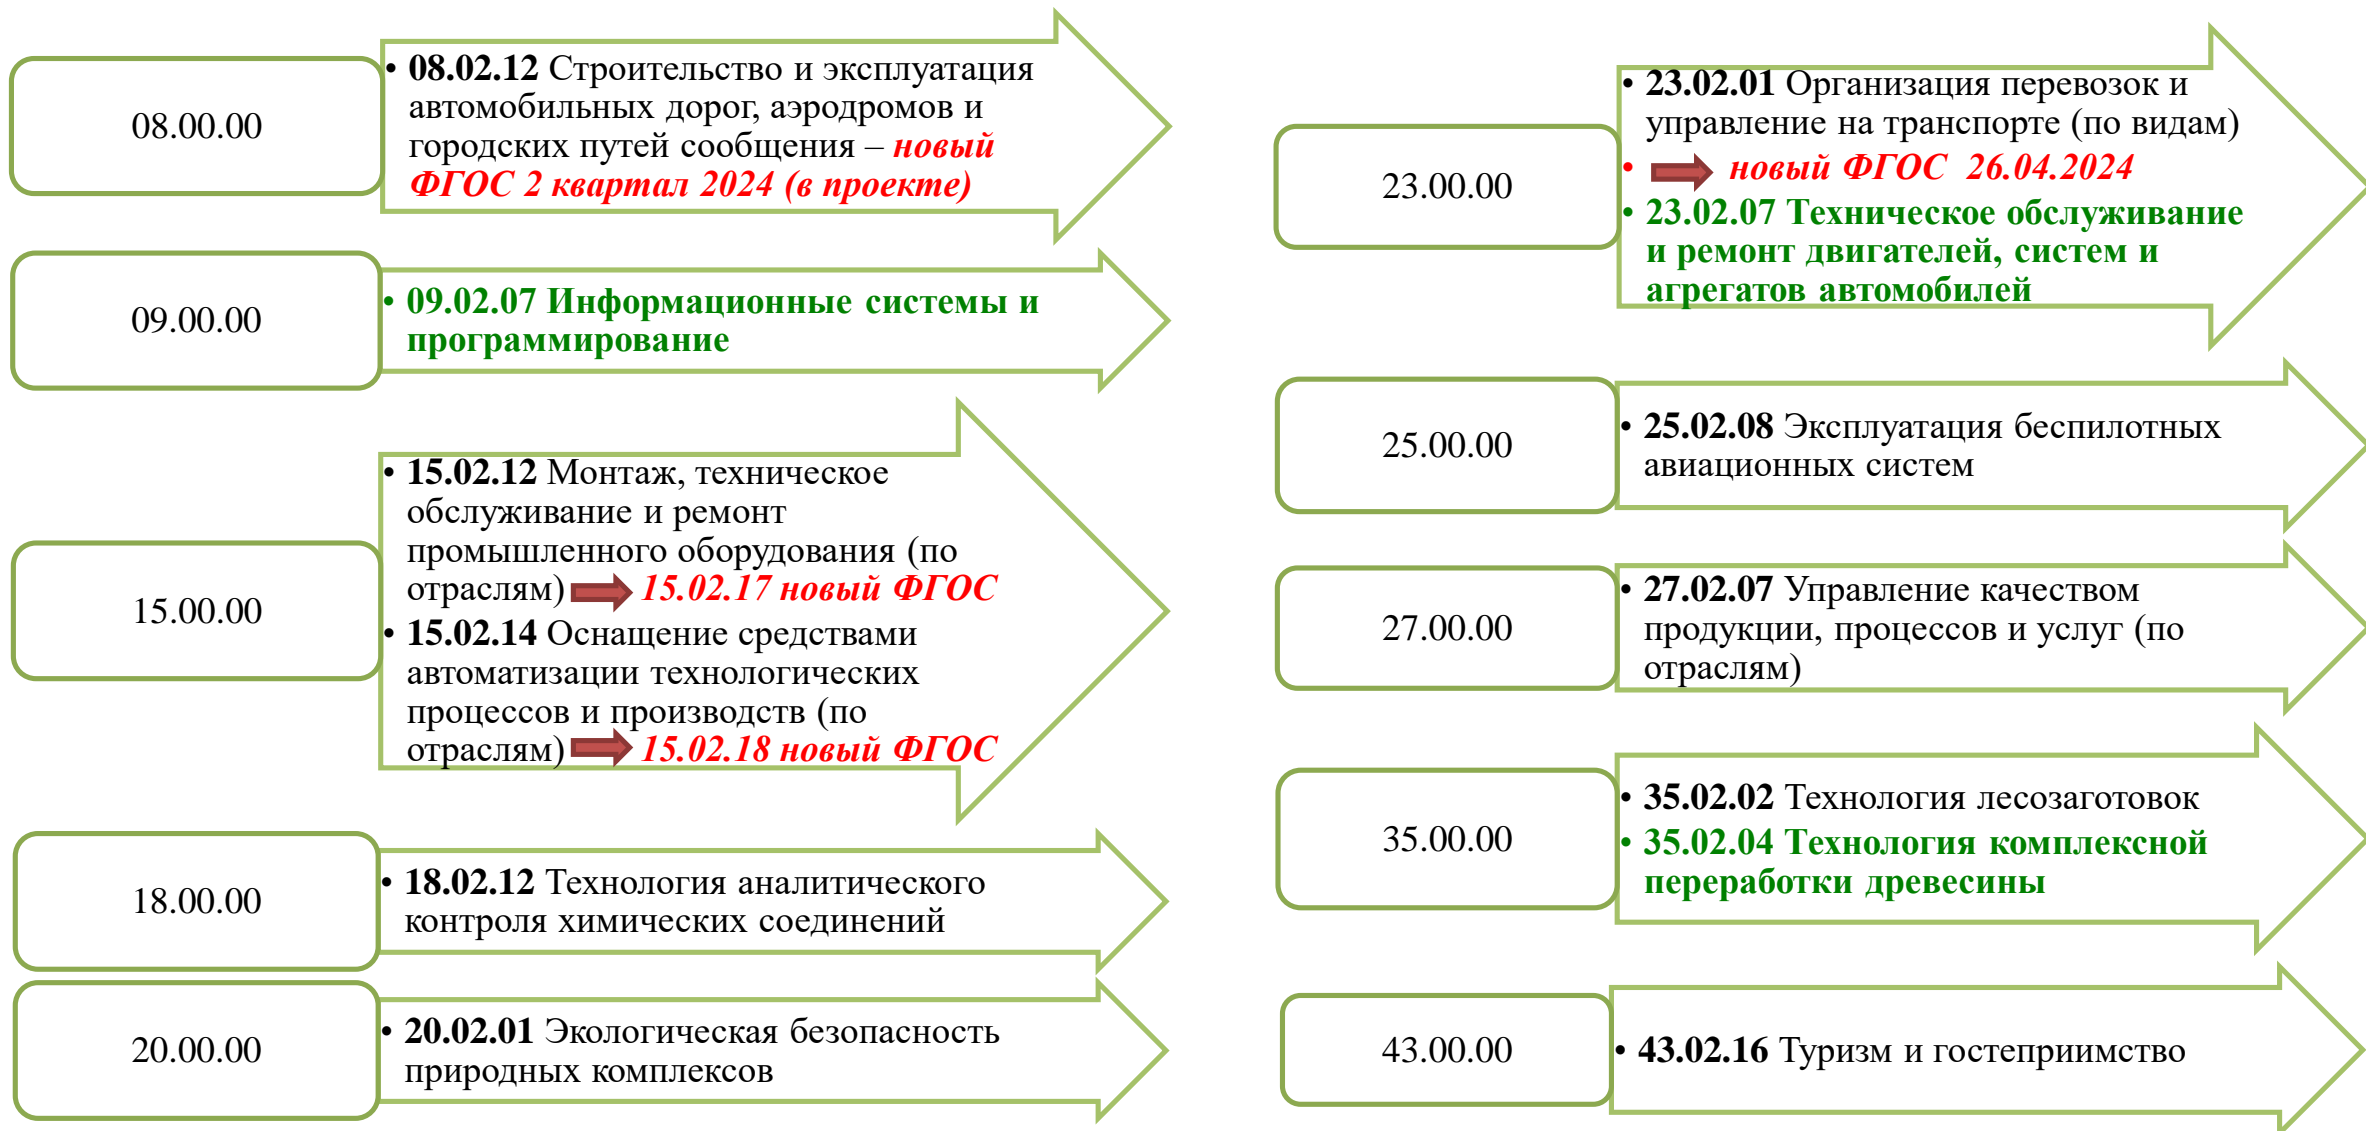 08.00.00
• 08.02.12 Строительство и эксплуатация
автомобильных дорог, аэродромов и
городских путей сообщения – новый
ФГОС 2 квартал 2024 (в проекте)
09.00.00
• 09.02.07 Информационные системы и
программирование
15.00.00
• 15.02.12 Монтаж, техническое
обслуживание и ремонт
промышленного оборудования (по
отраслям) 15.02.17 новый ФГОС
• 15.02.14 Оснащение средствами
автоматизации технологических
процессов и производств (по
отраслям) 15.02.18 новый ФГОС
18.00.00
• 18.02.12 Технология аналитического
контроля химических соединений
20.00.00
• 20.02.01 Экологическая безопасность
природных комплексов
23.00.00
• 23.02.01 Организация перевозок и
управление на транспорте (по видам)
• новый ФГОС 26.04.2024
• 23.02.07 Техническое обслуживание
и ремонт двигателей, систем и
агрегатов автомобилей
25.00.00
• 25.02.08 Эксплуатация беспилотных
авиационных систем
27.00.00
• 27.02.07 Управление качеством
продукции, процессов и услуг (по
отраслям)
35.00.00
• 35.02.02 Технология лесозаготовок
• 35.02.04 Технология комплексной
переработки древесины
43.00.00
• 43.02.16 Туризм и гостеприимство